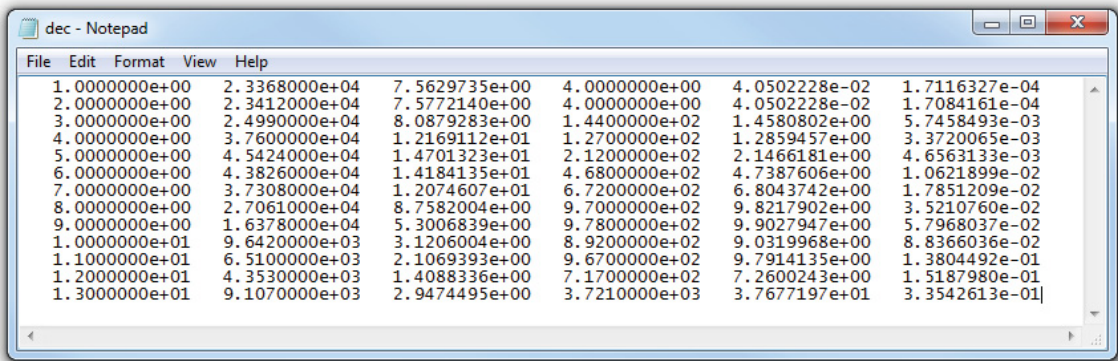 dec - Notepad
File Edit Format View Help
1.0000000e+00 2.3368000e+04 7.5629735e+00 4.0000000e+00 4.0502228e-02 1.7116327e-04
2.0000000e+00 2.3412000e+04 7.5772140e+00 4.0000000e+00 4.0502228e-02 1.7084161e-04
3.0000000e+00 2.4990000e+04 8.0879283e+00 1.4400000e+02 1.4580802e+00 5.7458493e-03
4.0000000e+00 3.7600000e+04 1.2169112e+01 1.2700000e+02 1.2859457e+00 3.3720065e-03
5.0000000e+00 4.5424000e+04 1.4701323e+01 2.1200000e+02 2.1466181e+00 4.6563133e-03
6.0000000e+00 4.3826000e+04 1.4184135e+01 4.6800000e+02 4.7387606e+00 1.0621899e-02
7.0000000e+00 3.7308000e+04 1.2074607e+01 6.7200000e+02 6.8043742e+00 1.7851209e-02
8.0000000e+00 2.7061000e+04 8.7582004e+00 9.7000000e+02 9.8217902e+00 3.5210760e-02
9.0000000e+00 1.6378000e+04 5.3006839e+00 9.7800000e+02 9.9027947e+00 5.7968037e-02
1.0000000e+01 9.6420000e+03 3.1206004e+00 8.9200000e+02 9.0319968e+00 8.8366036e-02
1.1000000e+01 6.5100000e+03 2.1069393e+00 9.6700000e+02 9.7914135e+00 1.3804492e-01
1.2000000e+01 4.3530000e+03 1.4088336e+00 7.1700000e+02 7.2600243e+00 1.5187980e-01
1.3000000e+01 9.1070000e+03 2.9474495e+00 3.7210000e+03 3.7677197e+01 3.3542613e-01